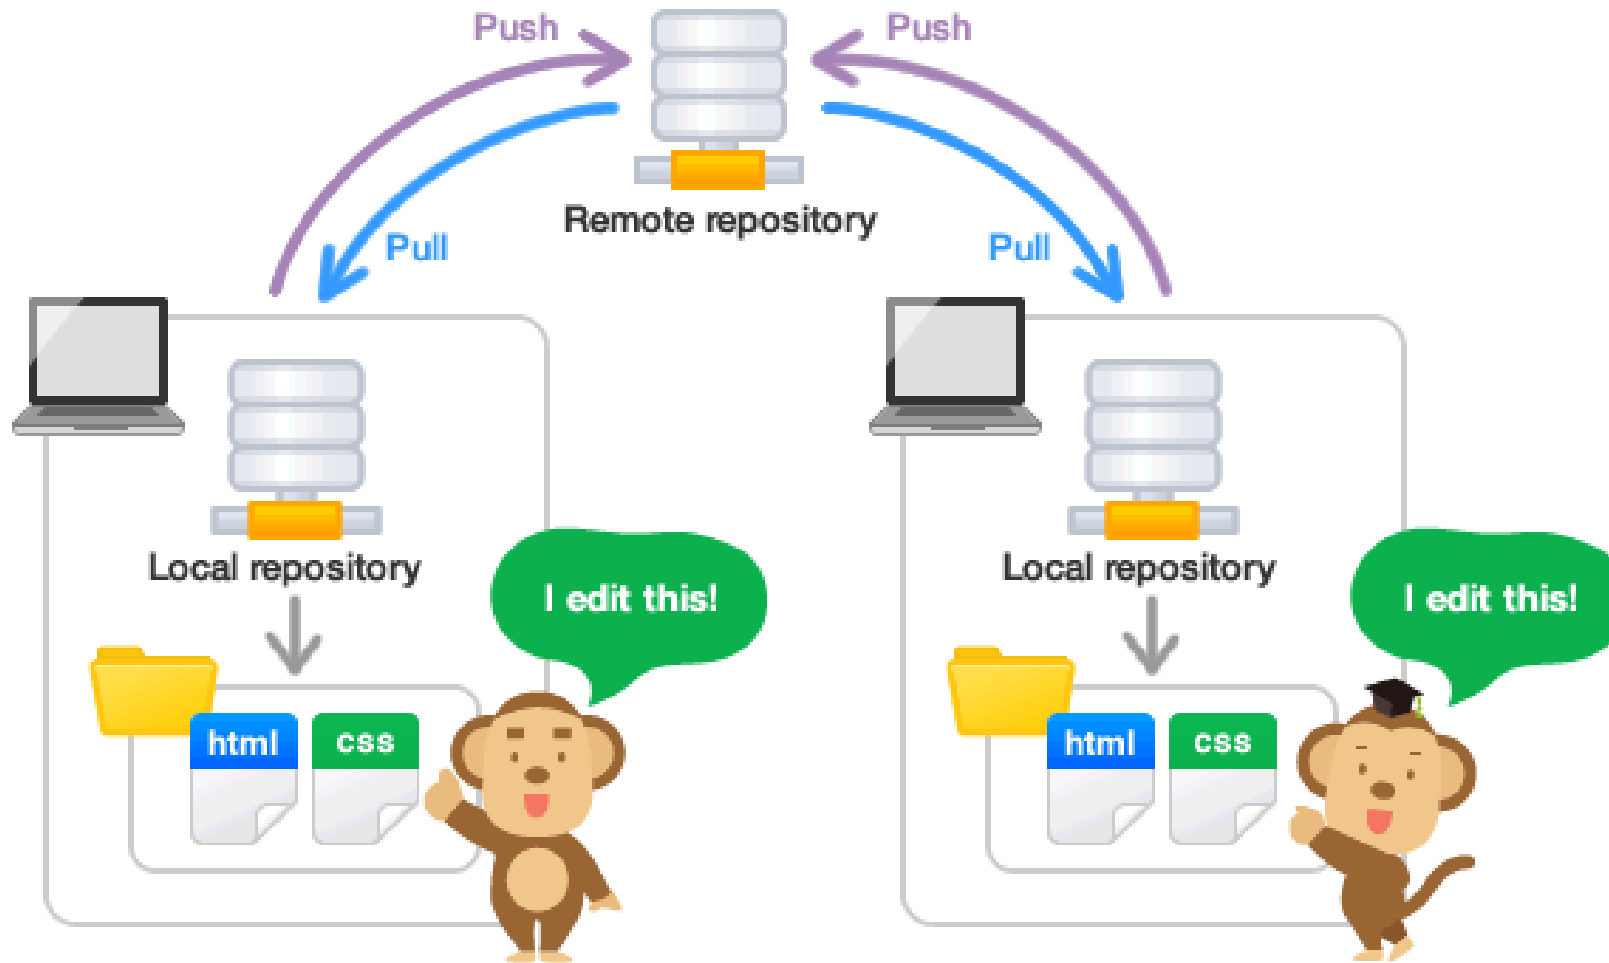 Push
Push
Remote repository
Pull
Pull
Local repository
Local repository
I edit this!
I edit this!
html
css
html
css